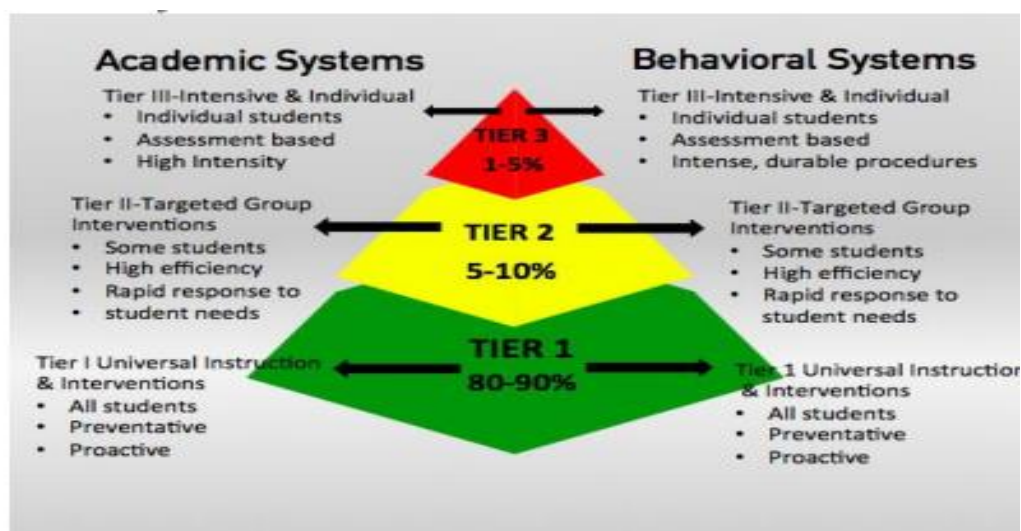 Academic Systems
Tier III-Intensive & Individual
• Individual students
• Assessment based
• High Intensity
Tier II-Targeted Group
Interventions
• Some students
• High efficiency
• Rapid response to
• student needs
Tier I Universal Instruction
& Interventions
• All students
• Preventative
• Proactive
TIER 3
1-5%
TIER 2
5-10%
TIER 1
80-90%
Behavioral Systems
Tier III-Intensive & Individual
• Individual students
• Assessment based
• Intense, durable procedures
Tier II-Targeted Group
Interventions
• Some students
• High efficiency
• Rapid response to
• student needs
Tier 1 Universal Instruction
& Interventions
• All students
• Preventative
• Proactive